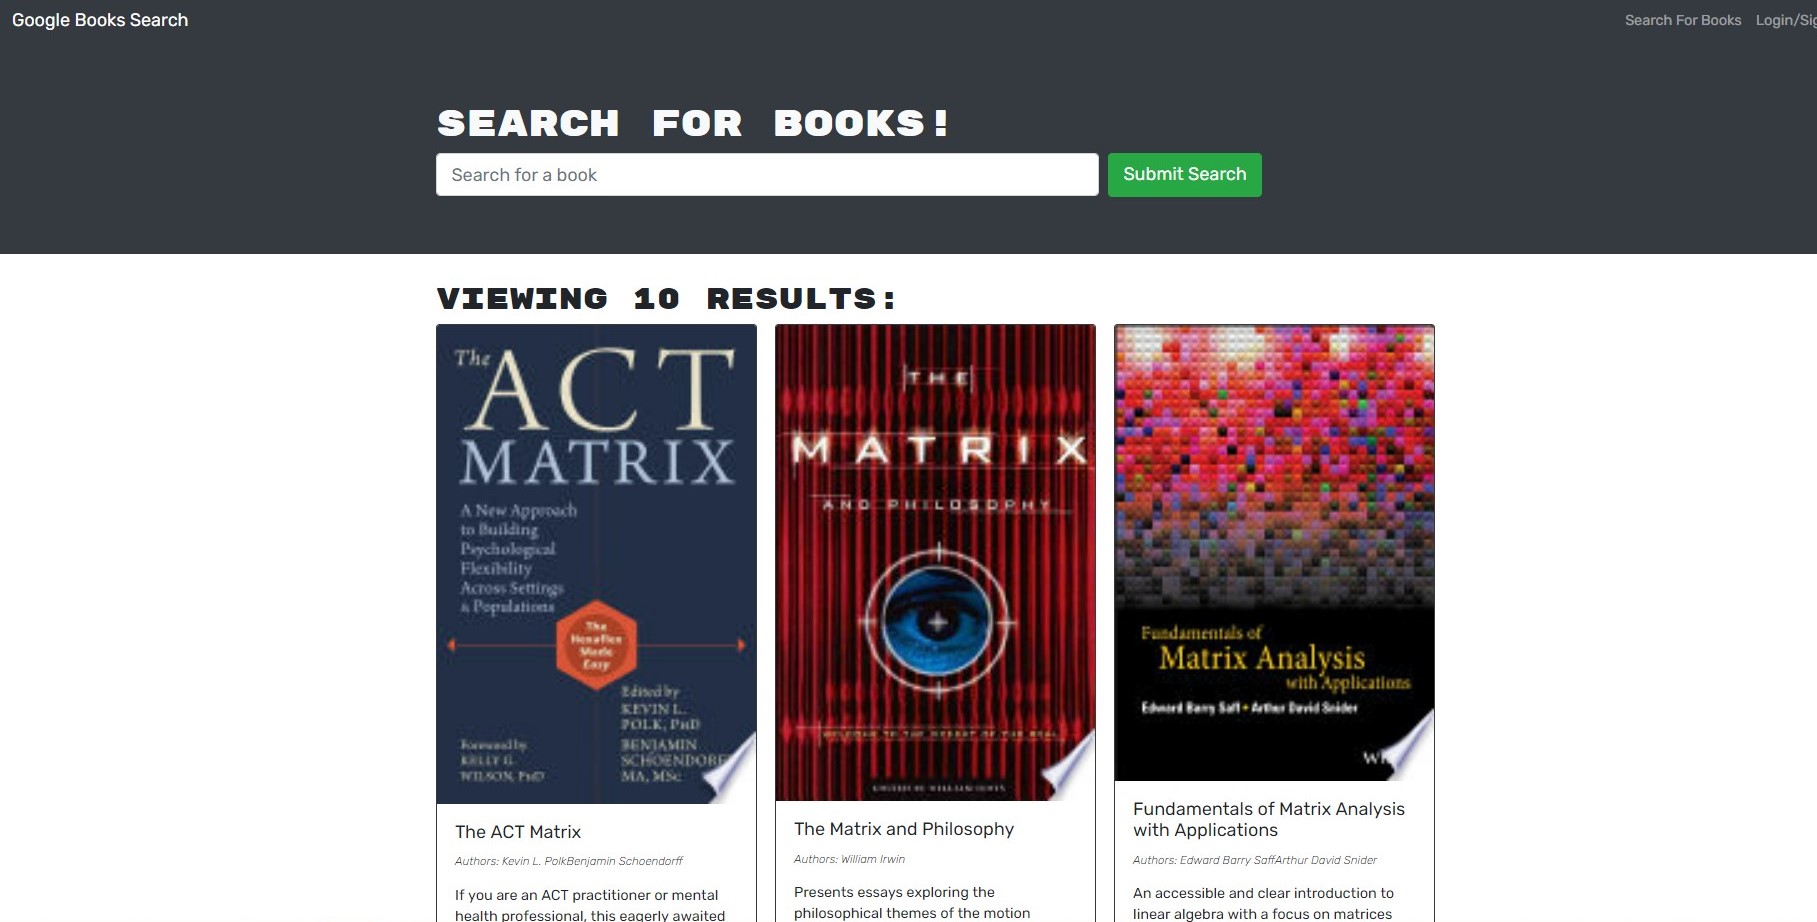 Google Books Search
Search For Books Login/Sig
SEARCH FOR BOOKS!
Search for a book
Submit Search
VIEWING 10 RESULTS:
The
ACT
MATRIX
A New Approach
to Building
Psychological
Flexibility
Across Settings
& Populations
The
Hexaflex
Made
Easy
Edited by
KEVIN L.
POLK, PhD
BENJAMIN
SCHOENDORF
MA, MSc
Foreword by
KELLY G.
WILSON, PhD
The ACT Matrix
Authors: Kevin L. PolkBenjamin Schoendorff
If you are an ACT practitioner or mental
health professional, this eagerly awaited
THE
MATRIX
AND PHILOSOPHY
WELCOME TO THE DESERT OF THE REAL
EDITED BY WILLIAM IRWIN
The Matrix and Philosophy
Authors: William Irwin
Presents essays exploring the
philosophical themes of the motion
Fundamentals of
Matrix Analysis
with Applications
Edward Barry Saff • Arthur David Snider
Fundamentals of Matrix Analysis
with Applications
Authors: Edward Barry SaffArthur David Snider
An accessible and clear introduction to
linear algebra with a focus on matrices